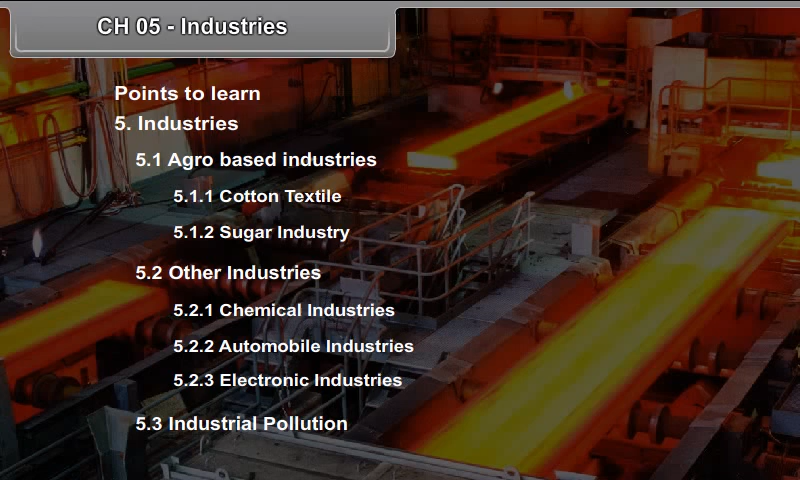 CH 05 - Industries
Points to learn
5. Industries
5.1 Agro based industries
5.1.1 Cotton Textile
5.1.2 Sugar Industry
5.2 Other Industries
5.2.1 Chemical Industries
5.2.2 Automobile Industries
5.2.3 Electronic Industries
5.3 Industrial Pollution